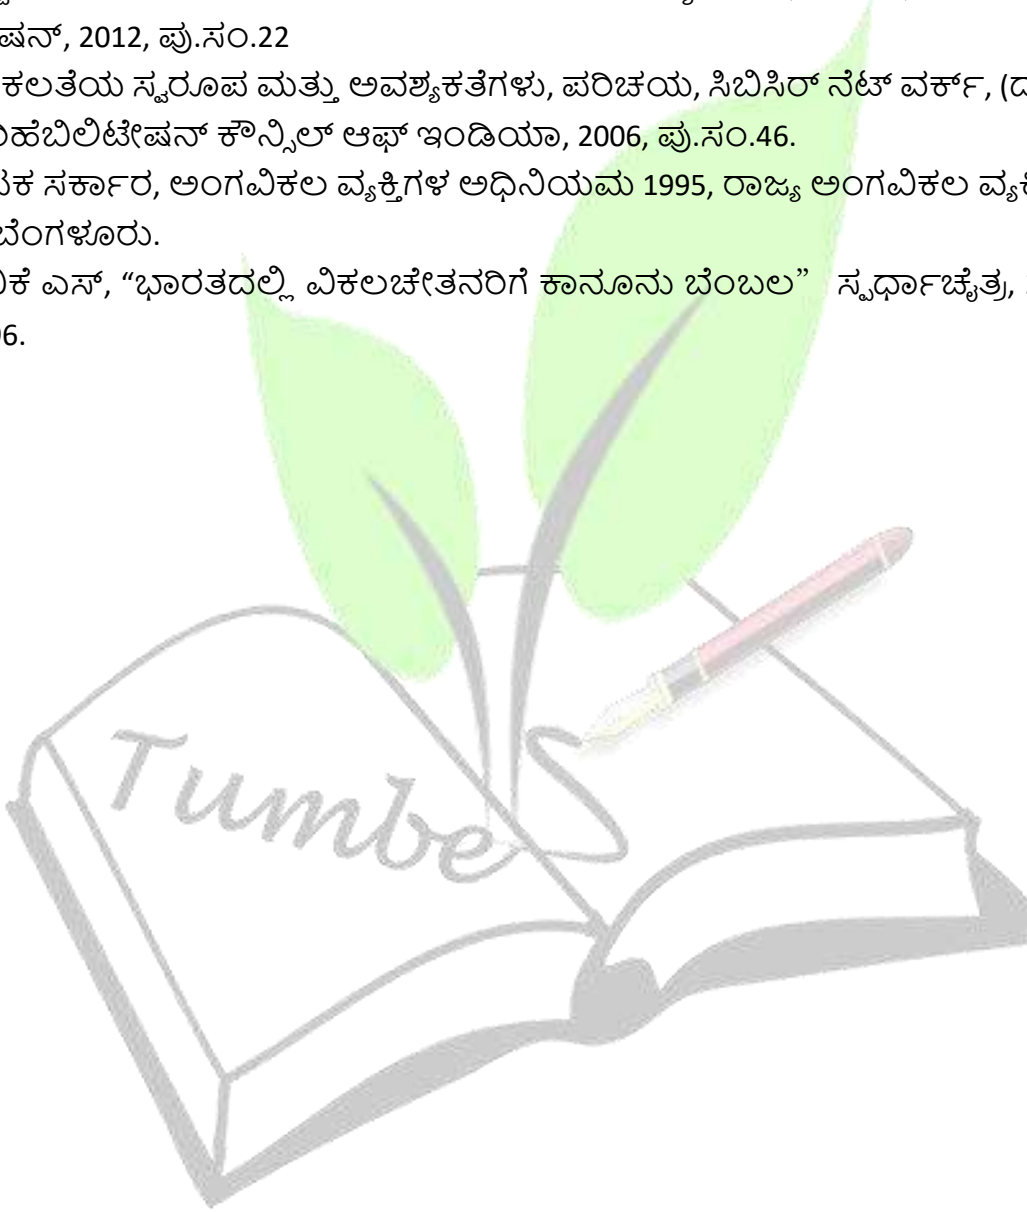 ಷನ್, 2012, ಪು.ಸಂ.22
ಕಲತೆಯ ಸ್ವರೂಪ ಮತ್ತು ಅವಶ್ಯಕತೆಗಳು, ಪರಿಚಯ, ಸಿಬಿಸಿರ್ ನೆಟ್ ವರ್ಕ್, (ದ
ರಿಹೆಬಿಲಿಟೇಷನ್ ಕೌನ್ಸಿಲ್ ಆಫ್ ಇಂಡಿಯಾ, 2006, ಪು.ಸಂ.46.
ಟಕ ಸರ್ಕಾರ, ಅಂಗವಿಕಲ ವ್ಯಕ್ತಿಗಳ ಅಧಿನಿಯಮ 1995, ರಾಜ್ಯ ಅಂಗವಿಕಲ
ಬೆಂಗಳೂರು.
ಕೆ ಎಸ್, “ಭಾರತದಲ್ಲಿ ವಿಕಲಚೇತನರಿಗೆ ಕಾನೂನು ಬೆಂಬಲ” ಸ್ಪರ್ಧಾಚೈತ್ರ,
96.
Tumbe